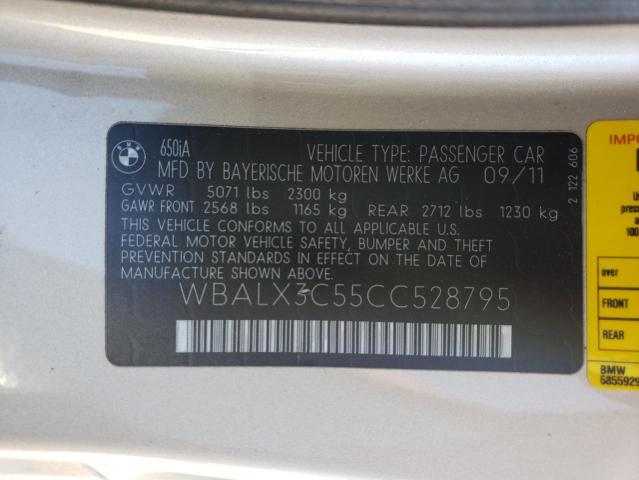 BMW
650iA VEHICLE TYPE: PASSENGER CAR
MFD BY BAYERISCHE MOTOREN WERKE AG 09/11
GVWR 5071 lbs 2300 kg
GAWR FRONT 2568 lbs 1165 kg REAR 2712 lbs 1230 kg
THIS VEHICLE CONFORMS TO ALL APPLICABLE U.S.
FEDERAL MOTOR VEHICLE SAFETY, BUMPER AND THEFT
PREVENTION STANDARDS IN EFFECT ON THE DATE OF
MANUFACTURE SHOWN ABOVE.
WBALX3C55CC528795
2 122 606
over
FRONT
REAR
BMW
6855929